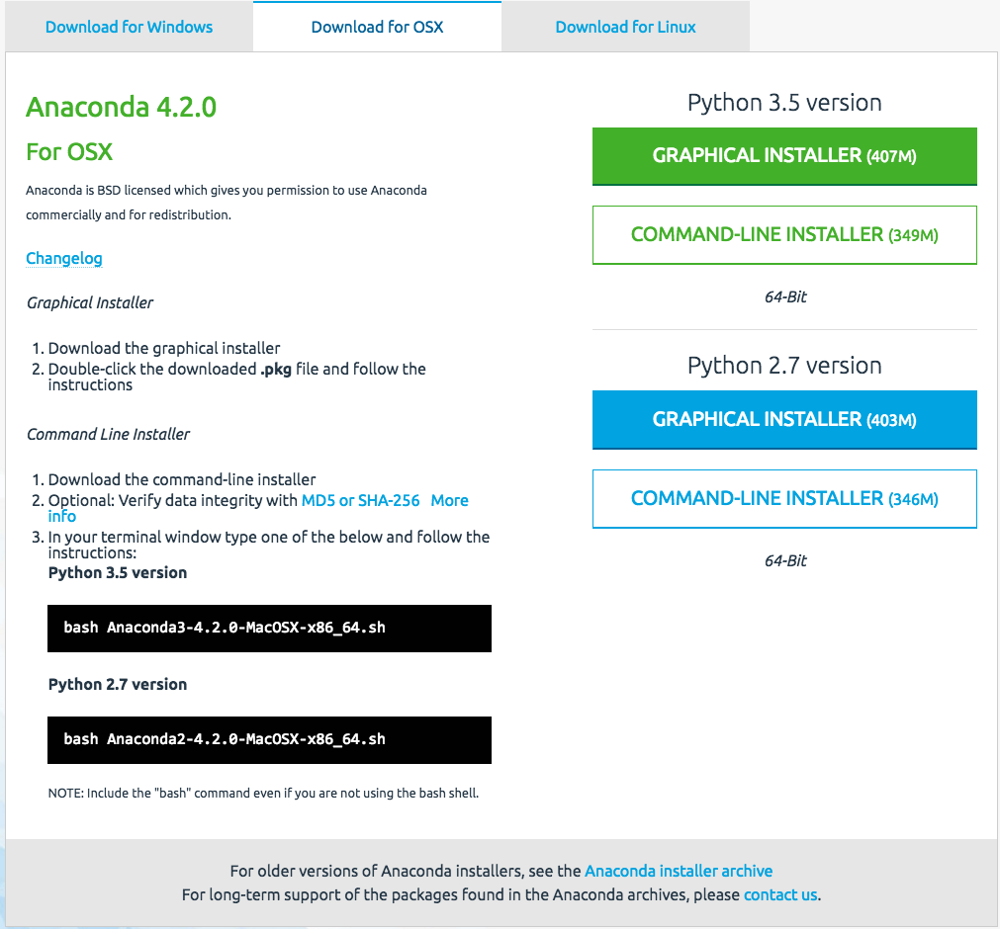 Download for Windows
Download for OSX
Download for Linux
Anaconda 4.2.0
For OSX
Anaconda is BSD licensed which gives you permission to use Anaconda
commercially and for redistribution.
Changelog
Graphical Installer
1. Download the graphical installer
2. Double-click the downloaded .pkg file and follow the
instructions
Command Line Installer
1. Download the command-line installer
2. Optional: Verify data integrity with MD5 or SHA-256 More
info
3. In your terminal window type one of the below and follow the
instructions:
Python 3.5 version
bash Anaconda3-4.2.0-MacOSX-x86_64.sh
Python 2.7 version
bash Anaconda2-4.2.0-MacOSX-x86_64.sh
NOTE: Include the "bash" command even if you are not using the bash shell.
Python 3.5 version
GRAPHICAL INSTALLER (407M)
COMMAND-LINE INSTALLER (349M)
64-Bit
Python 2.7 version
GRAPHICAL INSTALLER (403M)
COMMAND-LINE INSTALLER (346M)
64-Bit
For older versions of Anaconda installers, see the Anaconda installer archive
For long-term support of the packages found in the Anaconda archives, please contact us.